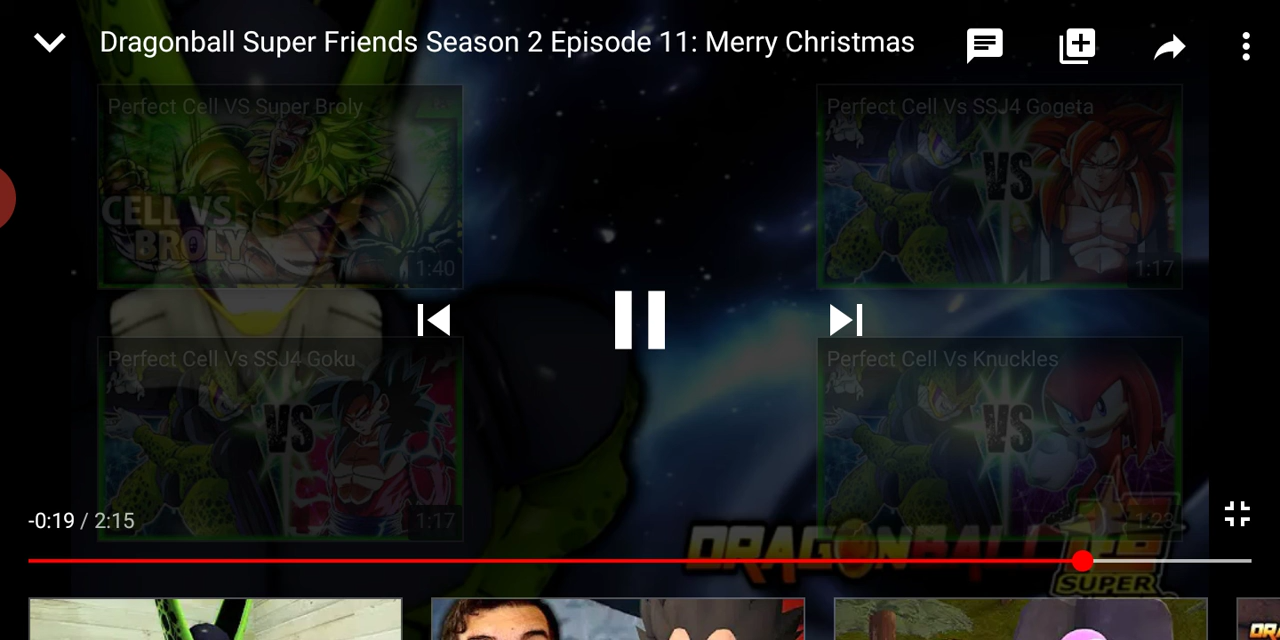 Dragonball Super Friends Season 2 Episode 11: Merry Christmas
Perfect Cell VS Super Broly
CELL VS.
BROLY
1:40
Perfect Cell Vs SSJ4 Gogeta
VS
1:17
Perfect Cell Vs SSJ4 Goku
VS
1:17
Perfect Cell Vs Knuckles
VS
1:23
-0:19 / 2:15
DRAGONBALL
SUPER